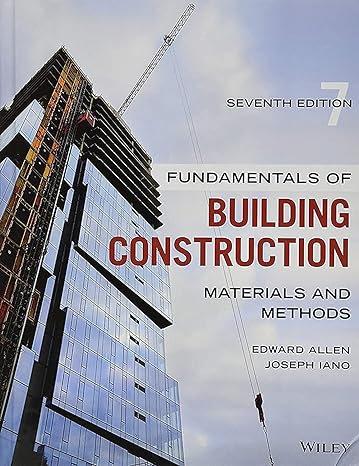 SEVENTH EDITION 7
FUNDAMENTALS OF
BUILDING
CONSTRUCTION
MATERIALS AND
METHODS
EDWARD ALLEN
JOSEPH IANO
WILEY